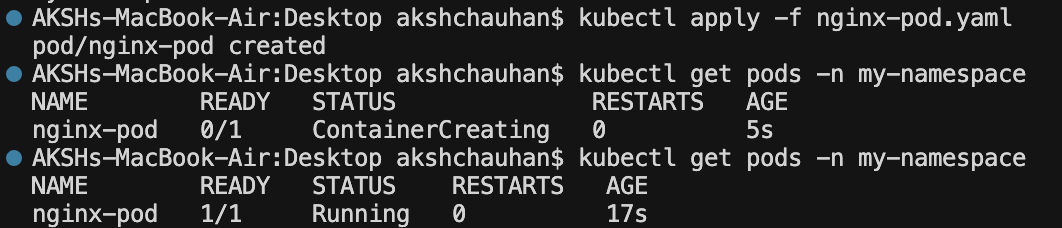 AKSHs-MacBook-Air:Desktop akshchauhan$ kubectl apply -f nginx-pod.yaml
pod/nginx-pod created
AKSHs-MacBook-Air:Desktop akshchauhan$ kubectl get pods -n my-namespace
NAME        READY   STATUS              RESTARTS   AGE
nginx-pod   0/1     ContainerCreating   0          5s
AKSHs-MacBook-Air:Desktop akshchauhan$ kubectl get pods -n my-namespace
NAME        READY   STATUS    RESTARTS   AGE
nginx-pod   1/1     Running   0          17s